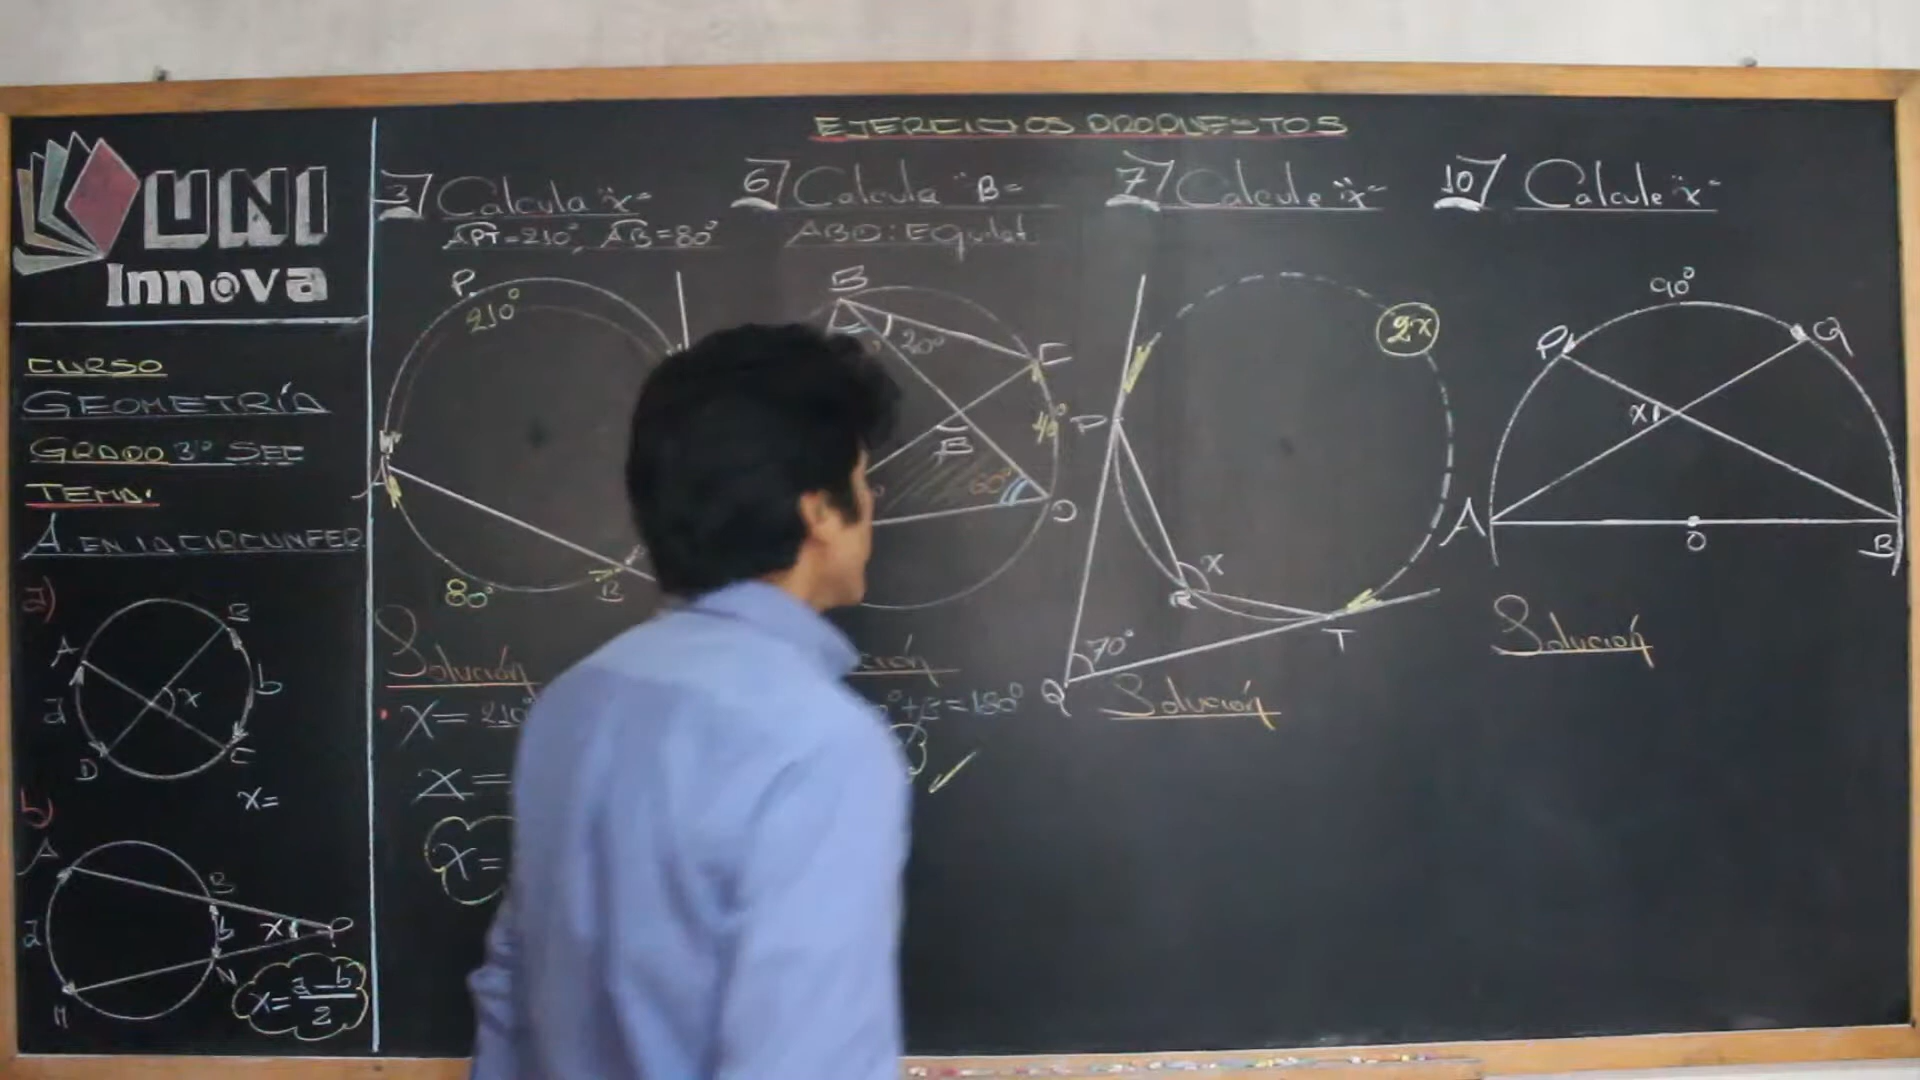 EJERCICIOS PROPUESTOS
UNI
Innova
CURSO
GEOMETRÍA
GRADO 3° SEC
TEMA:
A. EN LA CIRCUNFER
a)
A
B
a
x
b
D
C
x=
b)
A
B
a
b
x
P
M
N
x= a-b
2
3 Calcula "x"
APT=210°, AB=80°
P
210°
A
80°
B
Solución
x= 210°
x=
x=
6 Calcula "B"
ABD: Equilat.
B
20°
C
40°
B
60°
D
ción
+B=180°
7 Calcule "x"
2x
P
x
R
T
70°
Q
Solución
10 Calcule "x"
90°
P
Q
x
A
O
B
Solución